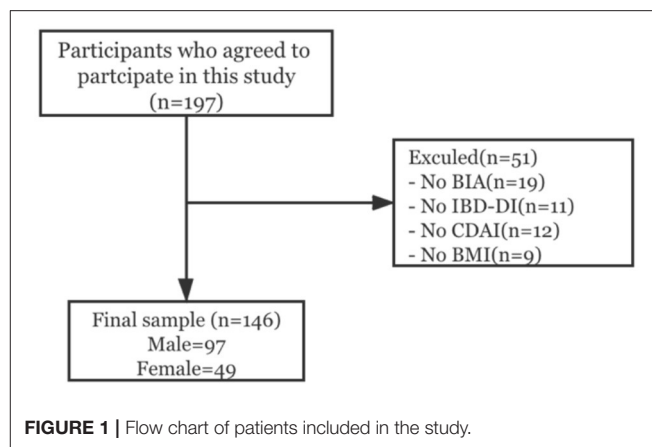 Participants who agreed to
partcipate in this study
(n=197)
Exculed(n=51)
- No BIA(n=19)
- No IBD-DI(n=11)
- No CDAI(n=12)
- No BMI(n=9)
Final sample (n=146)
Male=97
Female=49
FIGURE 1 | Flow chart of patients included in the study.